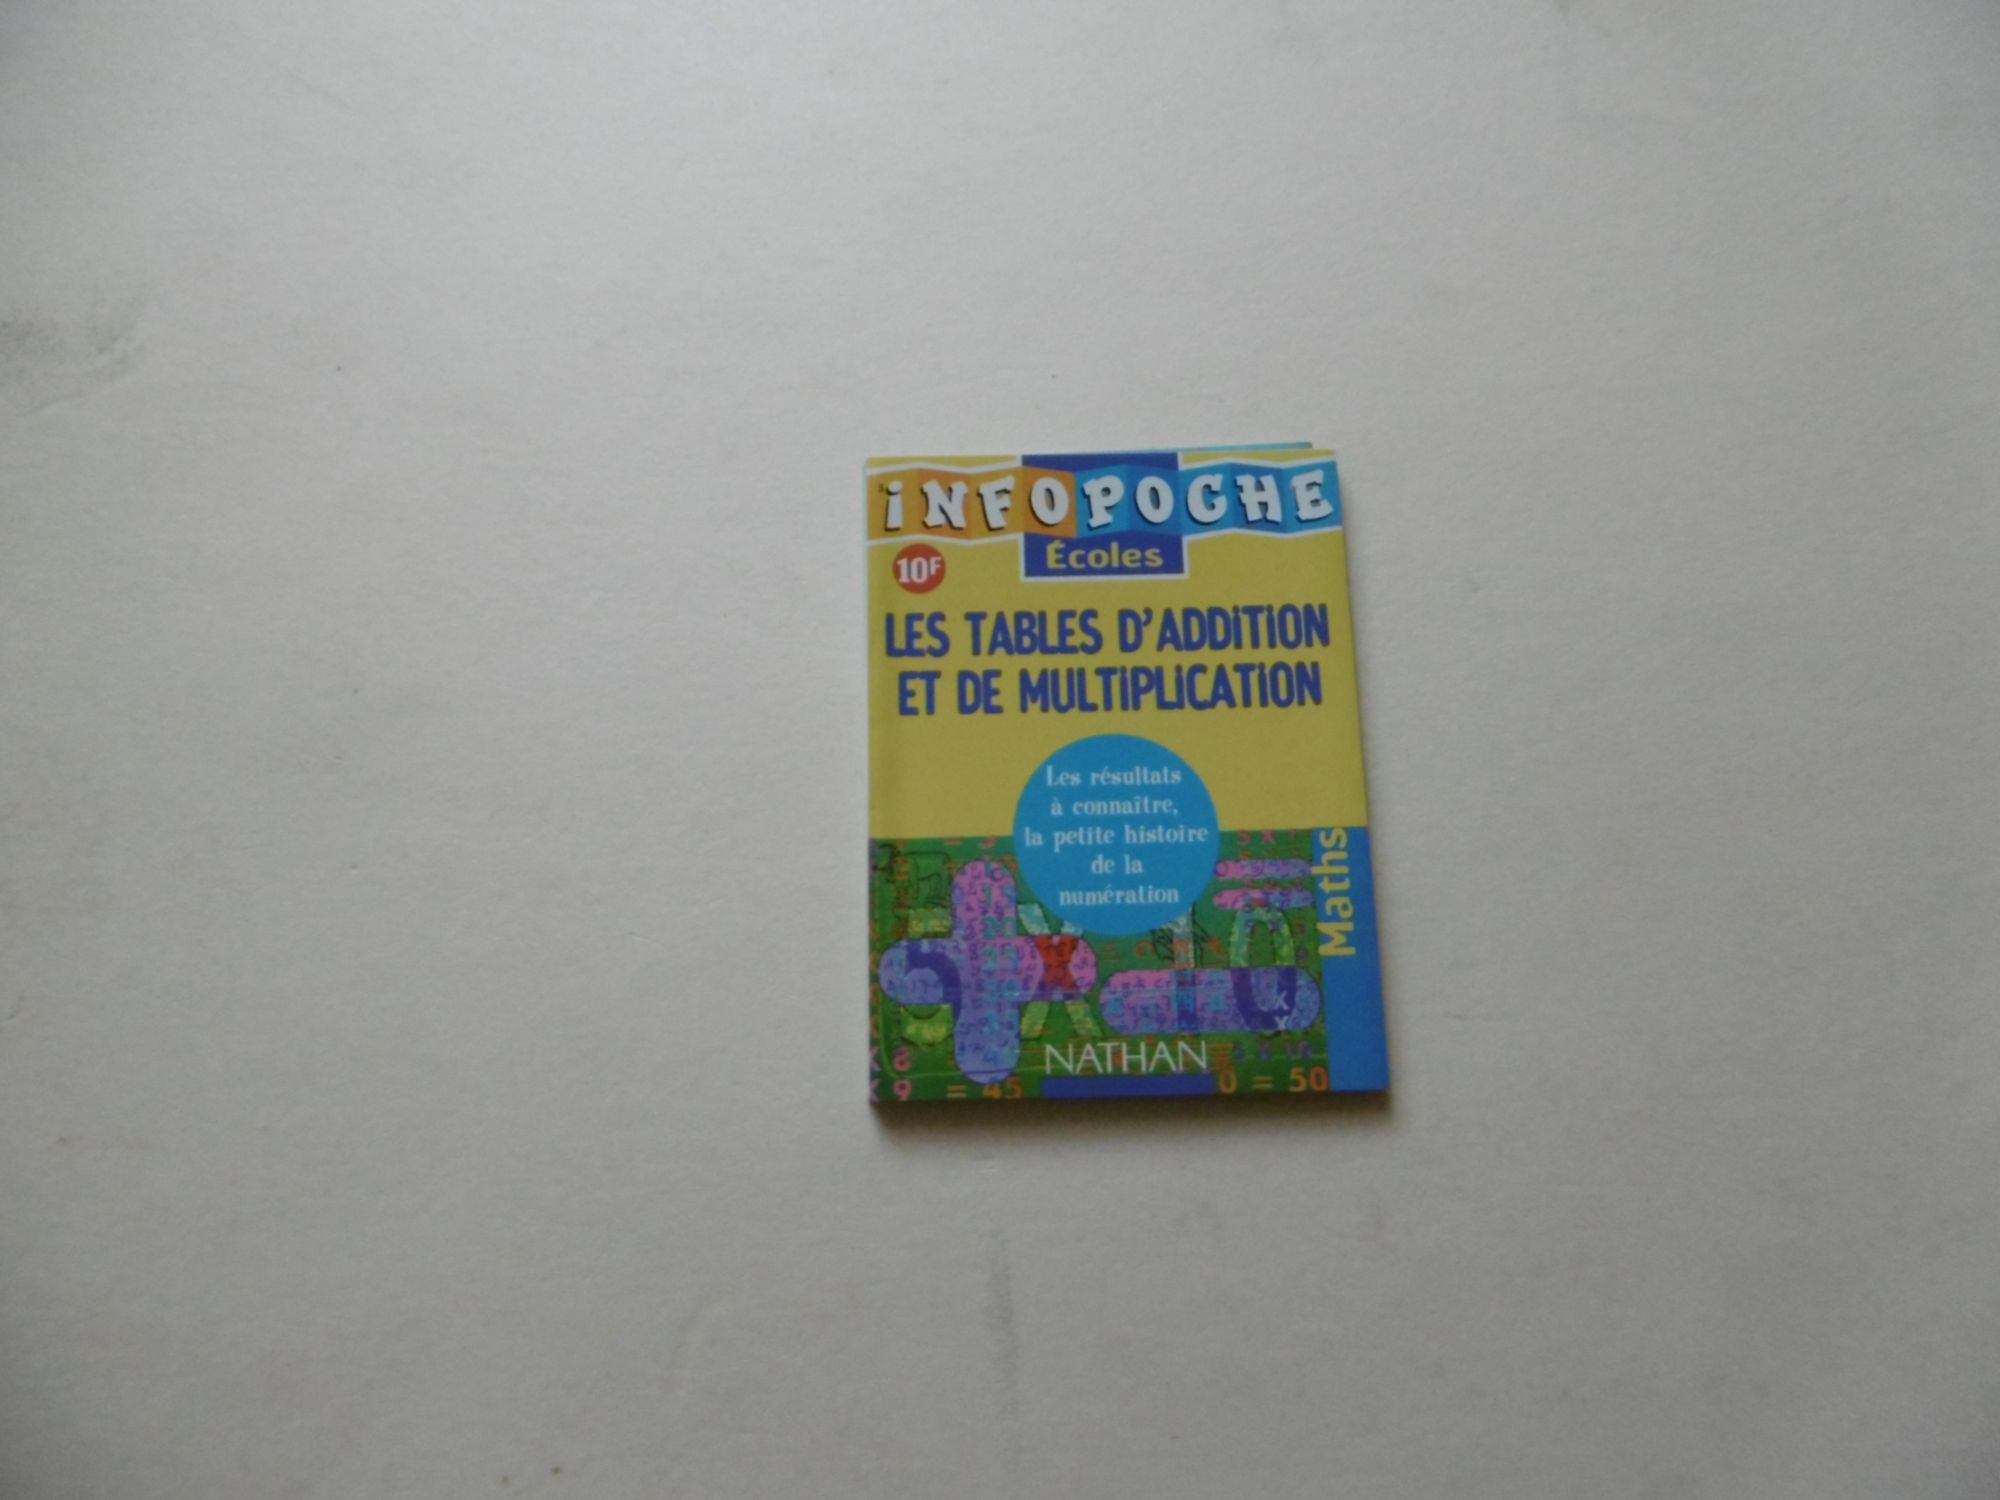 iNFOPOCHE
Écoles
10F
LES TABLES D'ADDiTiON
ET DE MULTiPLiCATiON
Les résultats
à connaître,
la petite histoire
de la
numération
Maths
NATHAN
X 8
X 9 = 45
0 = 50